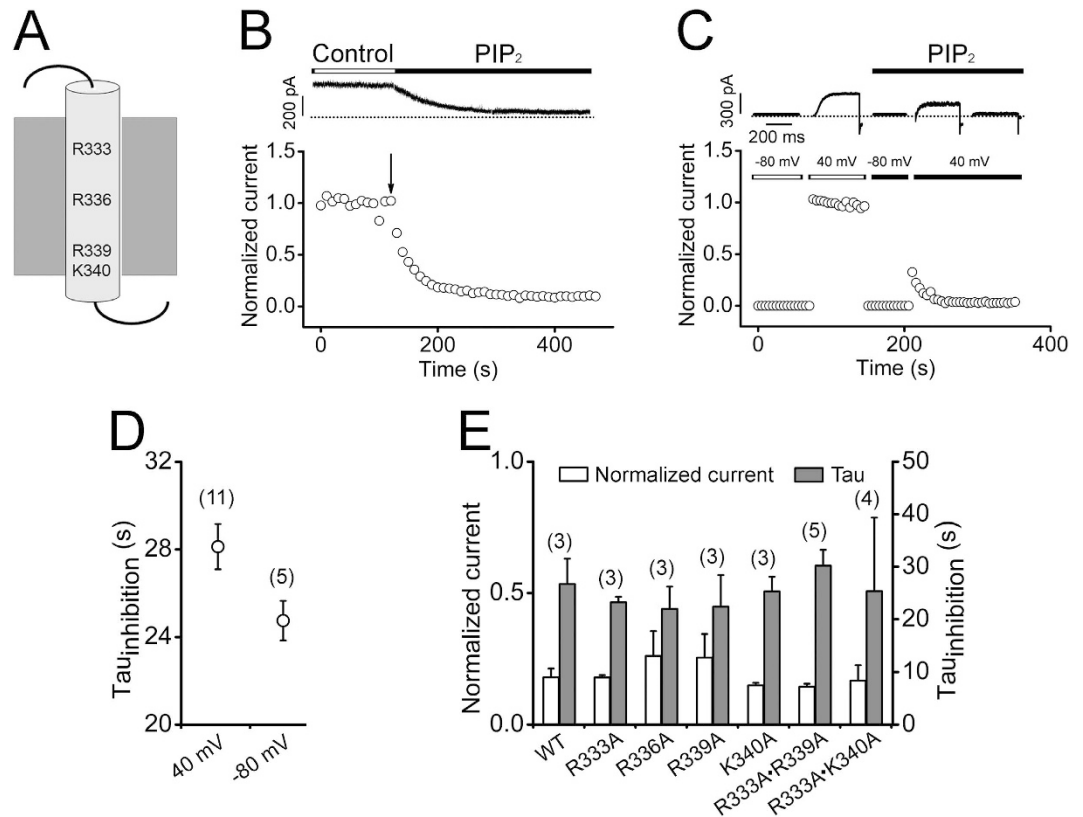 A
R333
R336
R339
K340
B
Control PIP₂
200 pA
Normalized current
1.5
1.0
0.5
0.0
0 200 400
Time (s)
C
PIP₂
300 pA
200 ms
-80 mV 40 mV -80 mV 40 mV
Normalized current
1.5
1.0
0.5
0.0
0 200 400
Time (s)
D
Tauinhibition (s)
32
28
24
20
(11)
(5)
40 mV -80 mV
E
Normalized current
1.0
0.5
0.0
Normalized current Tau
(3) (3) (3) (3) (3) (5) (4)
50
40
30
20
10
0
Tauinhibition (s)
WT R333A R336A R339A K340A R333A•R339A R333A•K340A